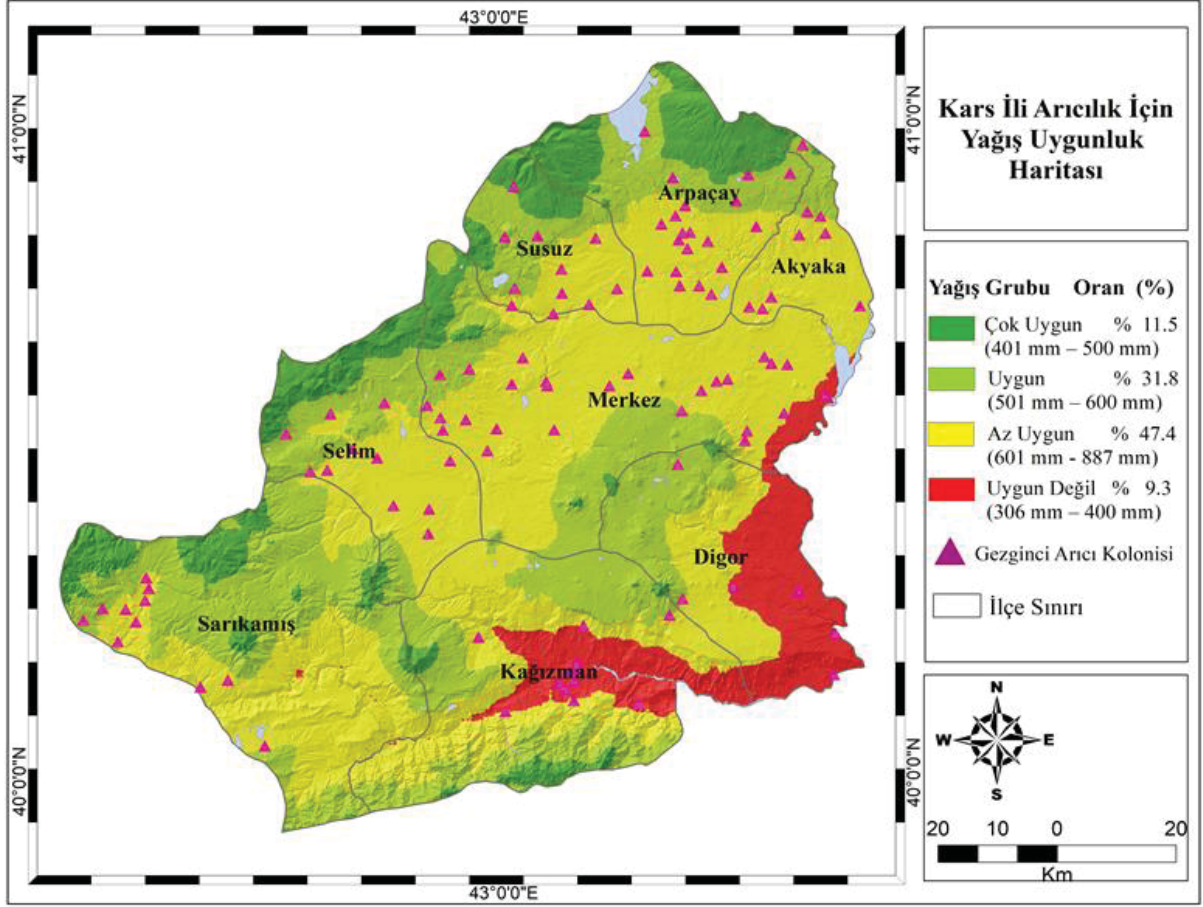 43°0'0"E
41°0'0"N
41°0'0"N
40°0'0"N
40°0'0"N
43°0'0"E
Arpaçay
Susuz
Akyaka
Merkez
Selim
Digor
Sarıkamış
Kağızman
Kars İli Arıcılık İçin
Yağış Uygunluk
Haritası
Yağış Grubu Oran (%)
Çok Uygun % 11.5
(401 mm – 500 mm)
Uygun % 31.8
(501 mm – 600 mm)
Az Uygun % 47.4
(601 mm - 887 mm)
Uygun Değil % 9.3
(306 mm – 400 mm)
Gezginci Arıcı Kolonisi
İlçe Sınırı
N
W E
S
20 10 0 20
Km